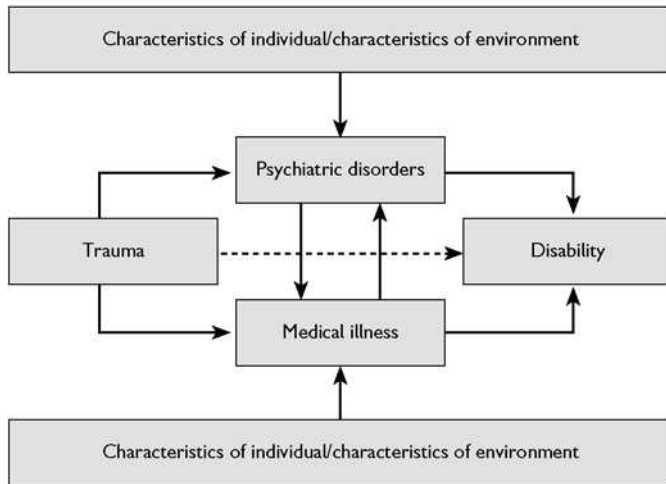 Characteristics of individual/characteristics of environment
Psychiatric disorders
Trauma
Disability
Medical illness
Characteristics of individual/characteristics of environment